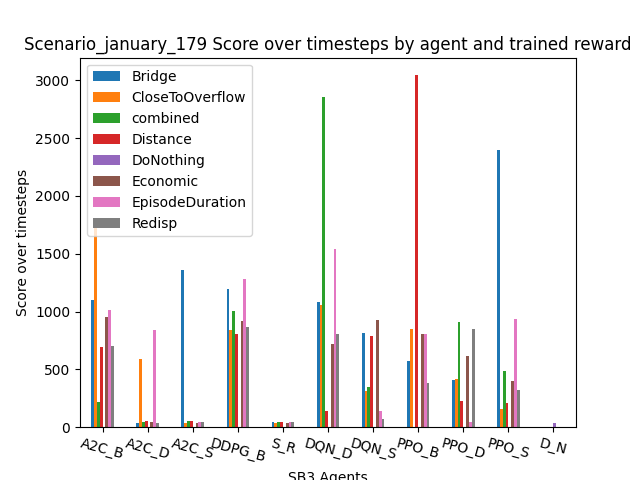 Scenario_january_179 Score over timesteps by agent and trained reward
Score over timesteps
3000
2500
2000
1500
1000
500
0
Bridge
CloseToOverflow
combined
Distance
DoNothing
Economic
EpisodeDuration
Redisp
A2C_B A2C_D A2C_S DDPG_B S_R DQN_D DQN_S PPO_B PPO_D PPO_S D_N
SB3 Agents